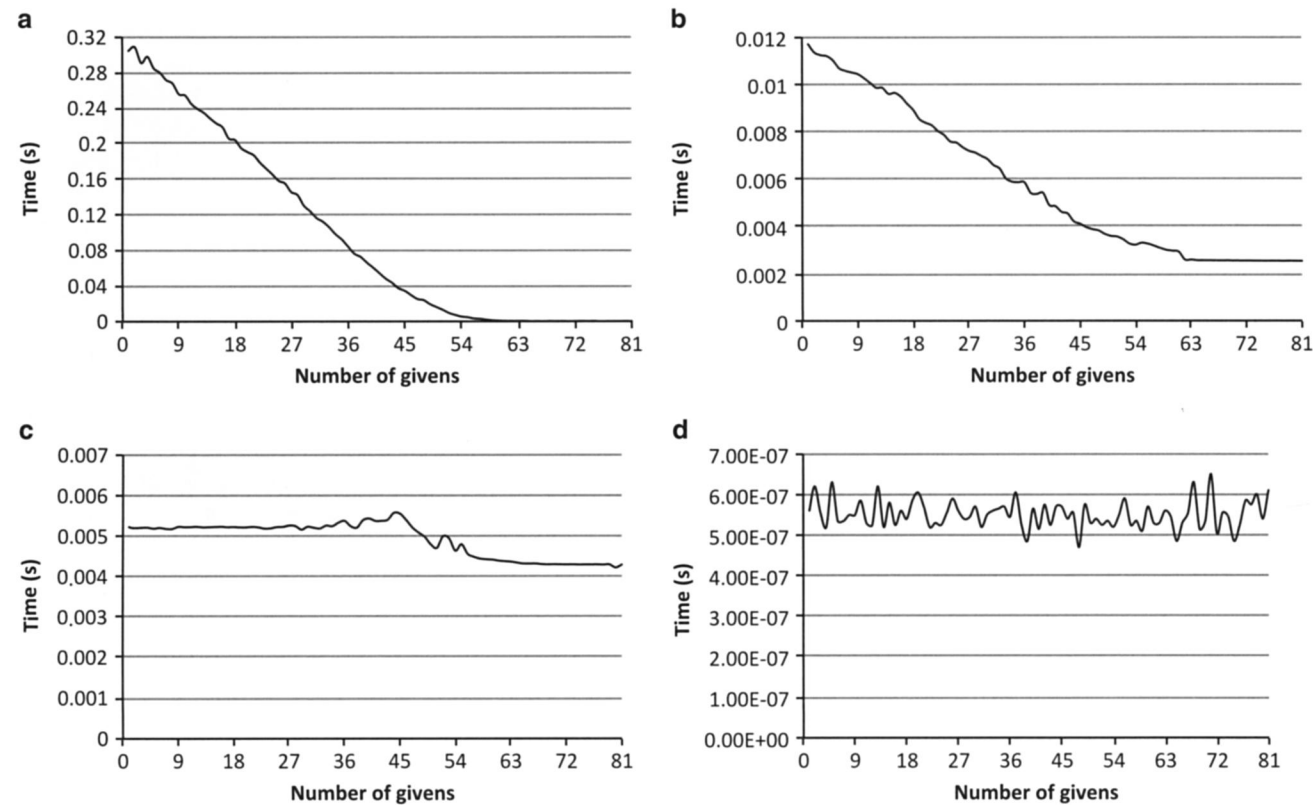 a
0.32
0.28
0.24
0.2
0.16
0.12
0.08
0.04
0
Time (s)
0 9 18 27 36 45 54 63 72 81
Number of givens
b
0.012
0.01
0.008
0.006
0.004
0.002
0
Time (s)
0 9 18 27 36 45 54 63 72 81
Number of givens
c
0.007
0.006
0.005
0.004
0.003
0.002
0.001
0
Time (s)
0 9 18 27 36 45 54 63 72 81
Number of givens
d
7.00E-07
6.00E-07
5.00E-07
4.00E-07
3.00E-07
2.00E-07
1.00E-07
0.00E+00
Time (s)
0 9 18 27 36 45 54 63 72 81
Number of givens